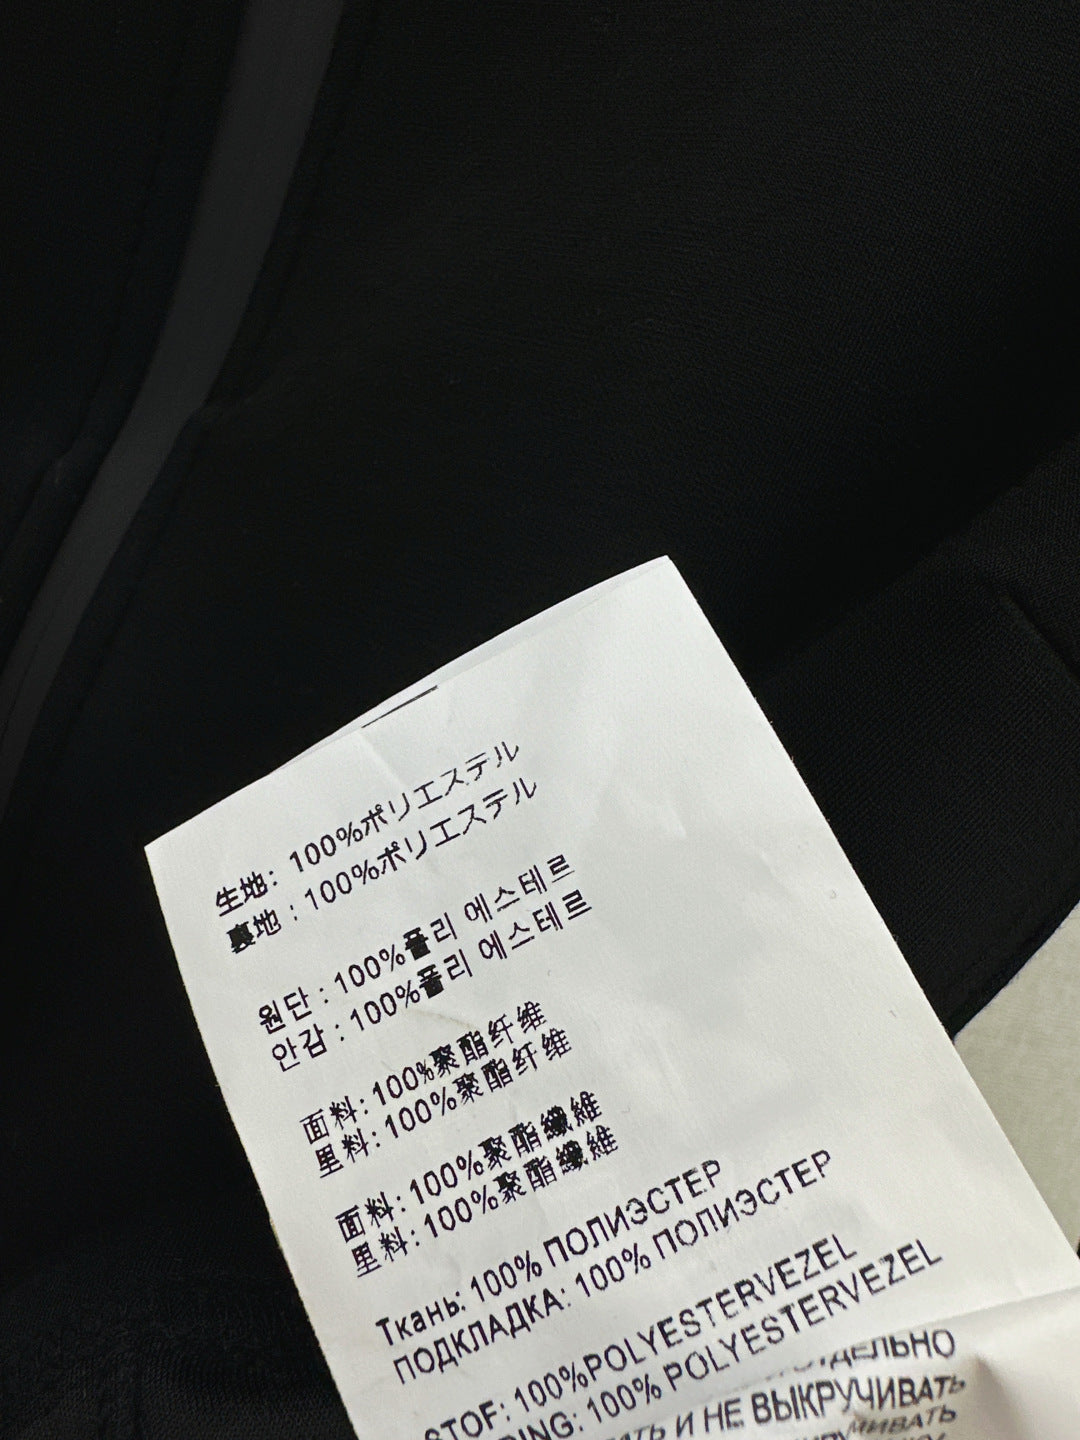 生地: 100%ポリエステル
裏地 : 100%ポリエステル
원단 : 100%폴리 에스테르
안감 : 100%폴리 에스테르
面料: 100%聚酯纤维
里料: 100%聚酯纤维
面料: 100%聚酯纖維
里料: 100%聚酯纖維
Ткань: 100% ПОЛИЭСТЕР
ПОДКЛАДКА: 100% ПОЛИЭСТЕР
STOF: 100%POLYESTERVEZEL
100% POLYESTERVEZEL
И НЕ ВЫКРУЧИВАТЬ